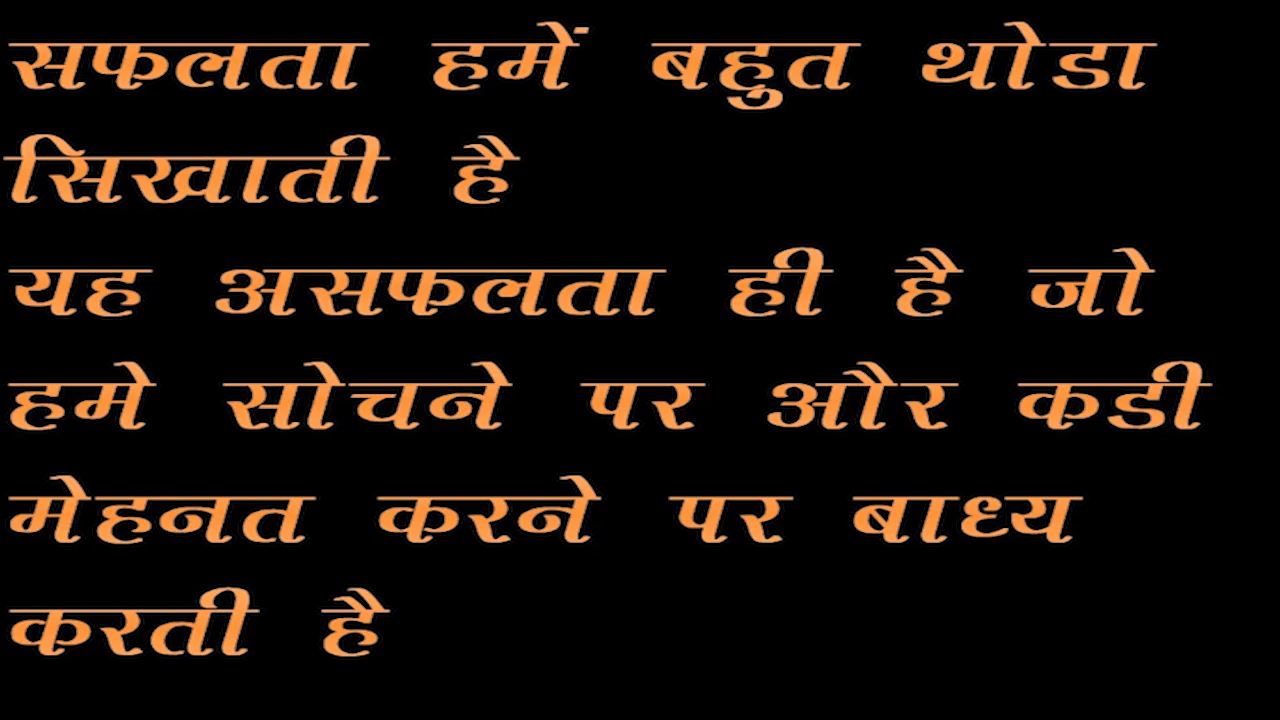 सफलता हमें बहुत थोडा
सिखाती है
यह असफलता ही है जो
हमे सोचने पर और कडी
मेहनत करने पर बाध्य
करती है